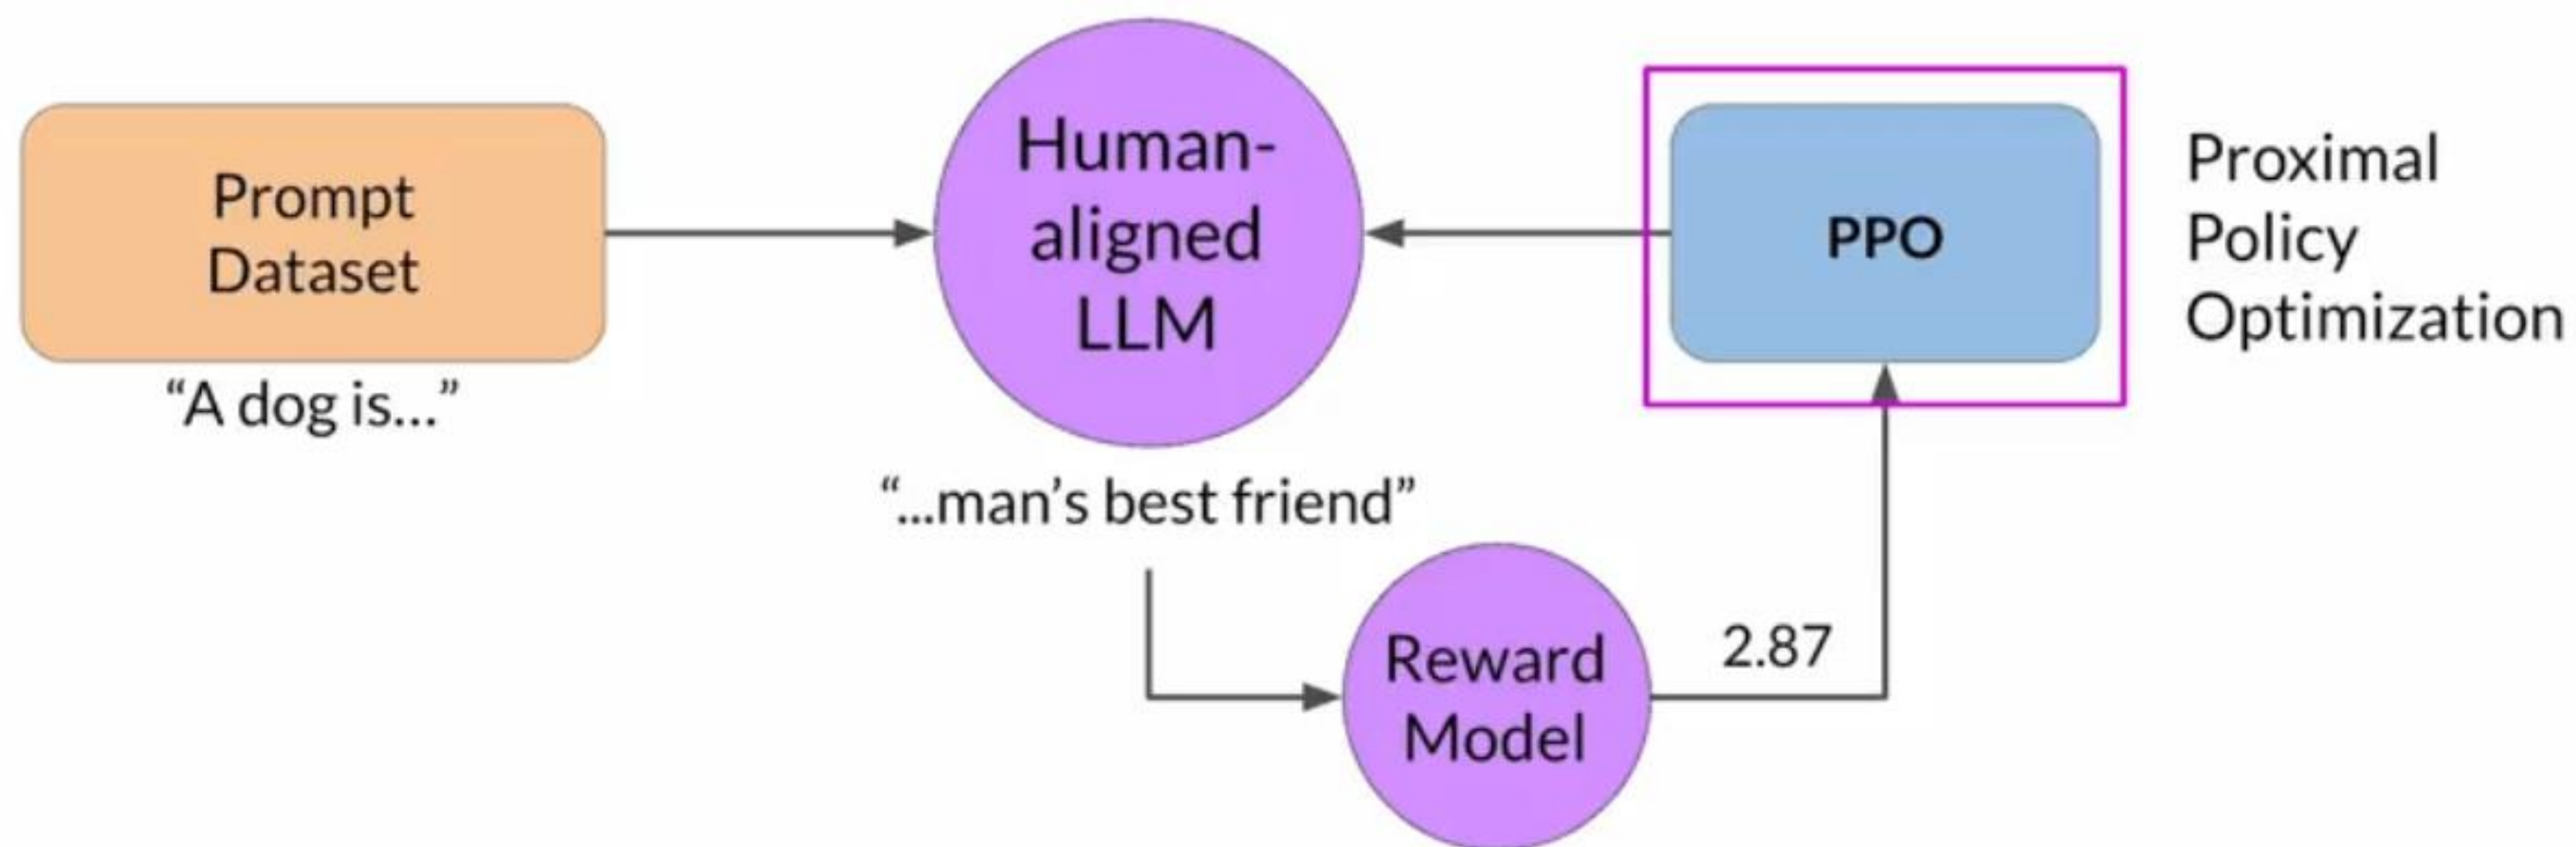 Prompt
Dataset
“A dog is...”
Human-
aligned
LLM
“...man’s best friend”
PPO
Proximal
Policy
Optimization
Reward
Model
2.87